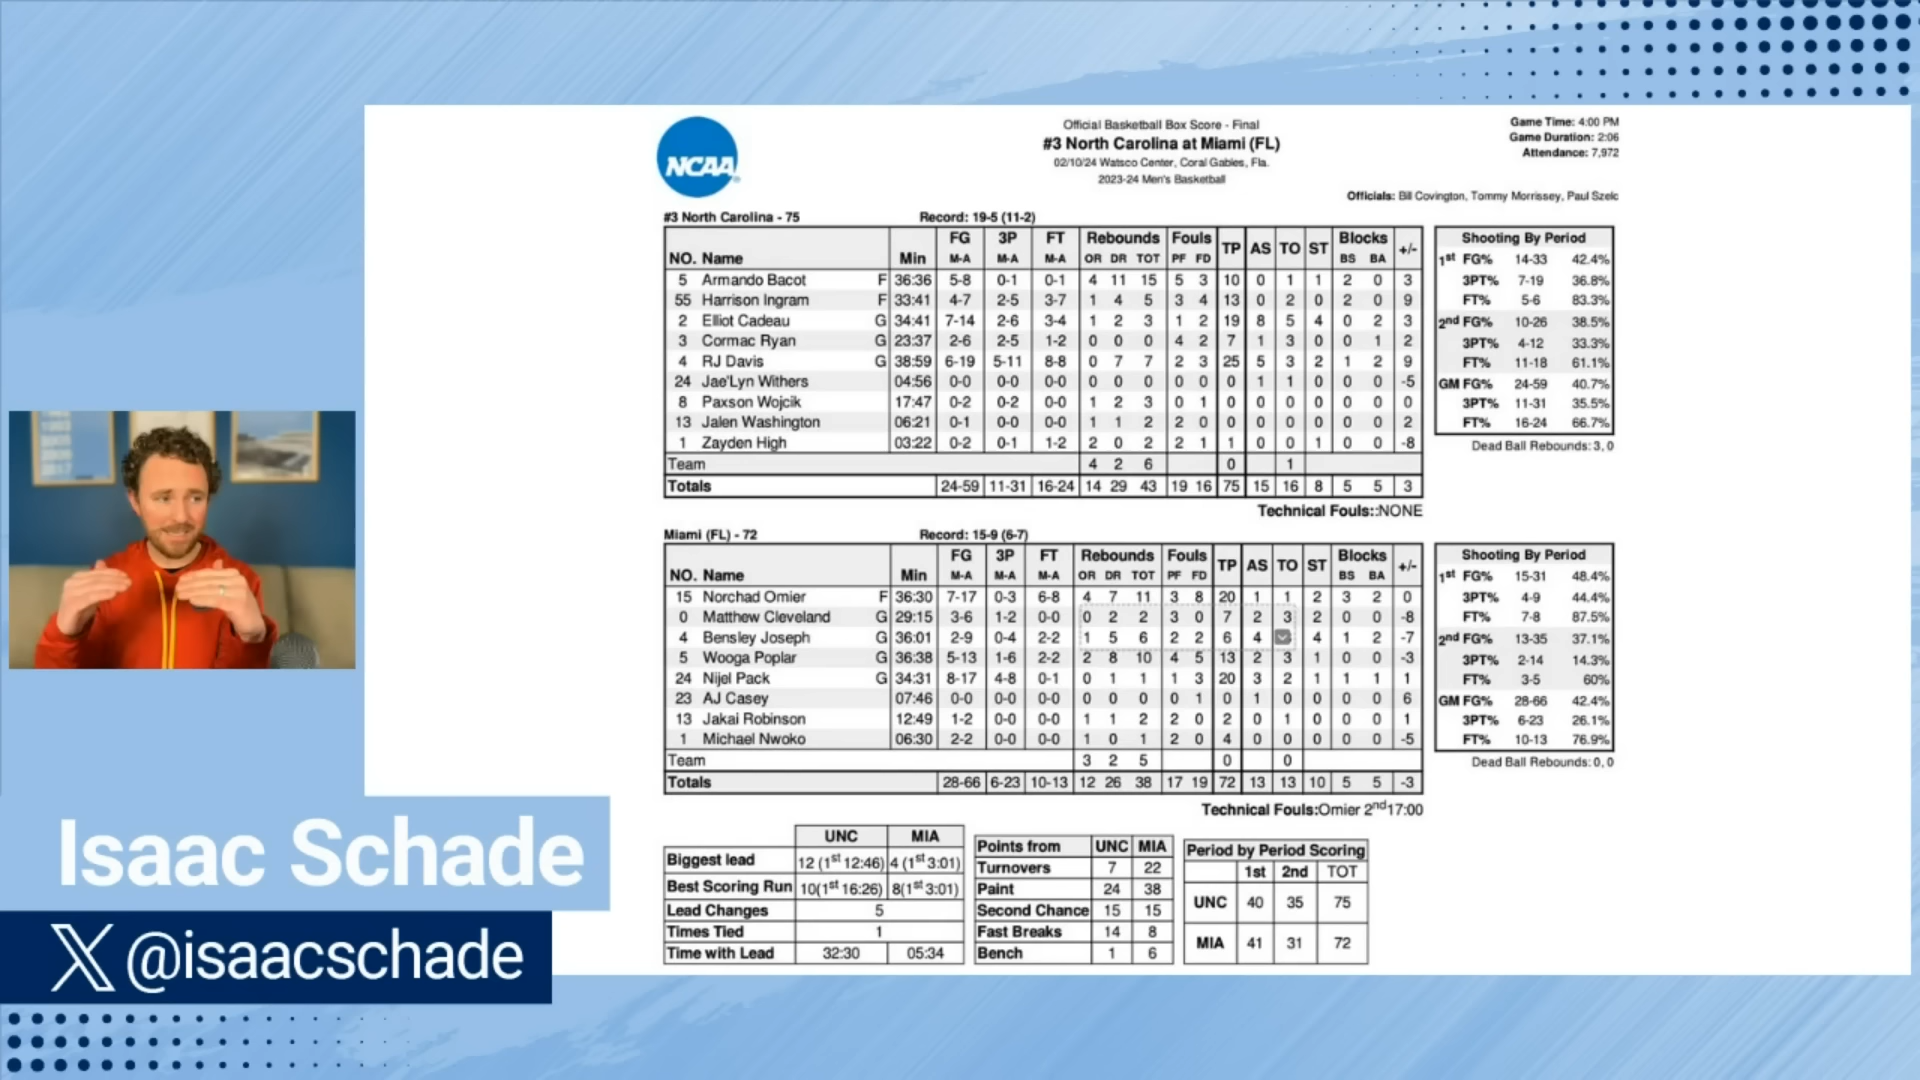 Official Basketball Box Score - Final
#3 North Carolina at Miami (FL)
02/10/24 Watsco Center, Coral Gables, Fla.
2023-24 Men's Basketball
Game Time: 4:00 PM
Game Duration: 2:06
Attendance: 7,972
NCAA
Officials: Bill Covington, Tommy Morrissey, Paul Szelc
#3 North Carolina - 75 Record: 19-5 (11-2)
FG 3P FT Rebounds Fouls TP AS TO ST Blocks +/-
NO. Name Min M-A M-A M-A OR DR TOT PF FD BS BA
5 Armando Bacot F 36:36 5-8 0-1 0-1 4 11 15 5 3 10 0 1 1 2 0 3
55 Harrison Ingram F 33:41 4-7 2-5 3-7 1 4 5 3 4 13 0 2 0 2 0 9
2 Elliot Cadeau G 34:41 7-14 2-6 3-4 1 2 3 1 2 19 8 5 4 0 2 3
3 Cormac Ryan G 23:37 2-6 2-5 1-2 0 0 0 4 2 7 1 3 0 0 1 2
4 RJ Davis G 38:59 6-19 5-11 8-8 0 7 7 2 3 25 5 3 2 1 2 9
24 Jae'Lyn Withers 04:56 0-0 0-0 0-0 0 0 0 0 0 0 1 1 0 0 0 -5
8 Paxson Wojcik 17:47 0-2 0-2 0-0 1 2 3 0 1 0 0 0 0 0 0 0
13 Jalen Washington 06:21 0-1 0-0 0-0 1 1 2 2 0 0 0 0 0 0 0 2
1 Zayden High 03:22 0-2 0-1 1-2 2 0 2 2 1 1 0 0 1 0 0 -8
Team 4 2 6 0 1
Totals 24-59 11-31 16-24 14 29 43 19 16 75 15 16 8 5 5 3
Technical Fouls::NONE
Shooting By Period
1st FG% 14-33 42.4%
3PT% 7-19 36.8%
FT% 5-6 83.3%
2nd FG% 10-26 38.5%
3PT% 4-12 33.3%
FT% 11-18 61.1%
GM FG% 24-59 40.7%
3PT% 11-31 35.5%
FT% 16-24 66.7%
Dead Ball Rebounds: 3, 0
Miami (FL) - 72 Record: 15-9 (6-7)
FG 3P FT Rebounds Fouls TP AS TO ST Blocks +/-
NO. Name Min M-A M-A M-A OR DR TOT PF FD BS BA
15 Norchad Omier F 36:30 7-17 0-3 6-8 4 7 11 3 8 20 1 1 2 3 2 0
0 Matthew Cleveland G 29:15 3-6 1-2 0-0 0 2 2 3 0 7 2 3 2 0 0 -8
4 Bensley Joseph G 36:01 2-9 0-4 2-2 1 5 6 2 2 6 4 4 1 2 -7
5 Wooga Poplar G 36:38 5-13 1-6 2-2 2 8 10 4 5 13 2 3 1 0 0 -3
24 Nijel Pack G 34:31 8-17 4-8 0-1 0 1 1 1 3 20 3 2 1 1 1 1
23 AJ Casey 07:46 0-0 0-0 0-0 0 0 0 0 1 0 1 0 0 0 0 6
13 Jakai Robinson 12:49 1-2 0-0 0-0 1 1 2 2 0 2 0 1 0 0 0 1
1 Michael Nwoko 06:30 2-2 0-0 0-0 1 0 1 2 0 4 0 0 0 0 0 -5
Team 3 2 5 0 0
Totals 28-66 6-23 10-13 12 26 38 17 19 72 13 13 10 5 5 -3
Technical Fouls:Omier 2nd17:00
Shooting By Period
1st FG% 15-31 48.4%
3PT% 4-9 44.4%
FT% 7-8 87.5%
2nd FG% 13-35 37.1%
3PT% 2-14 14.3%
FT% 3-5 60%
GM FG% 28-66 42.4%
3PT% 6-23 26.1%
FT% 10-13 76.9%
Dead Ball Rebounds: 0, 0
UNC MIA
Biggest lead 12 (1st 12:46) 4 (1st 3:01)
Best Scoring Run 10(1st 16:26) 8(1st 3:01)
Lead Changes 5
Times Tied 1
Time with Lead 32:30 05:34
Points from UNC MIA
Turnovers 7 22
Paint 24 38
Second Chance 15 15
Fast Breaks 14 8
Bench 1 6
Period by Period Scoring
1st 2nd TOT
UNC 40 35 75
MIA 41 31 72
Isaac Schade
X @isaacschade